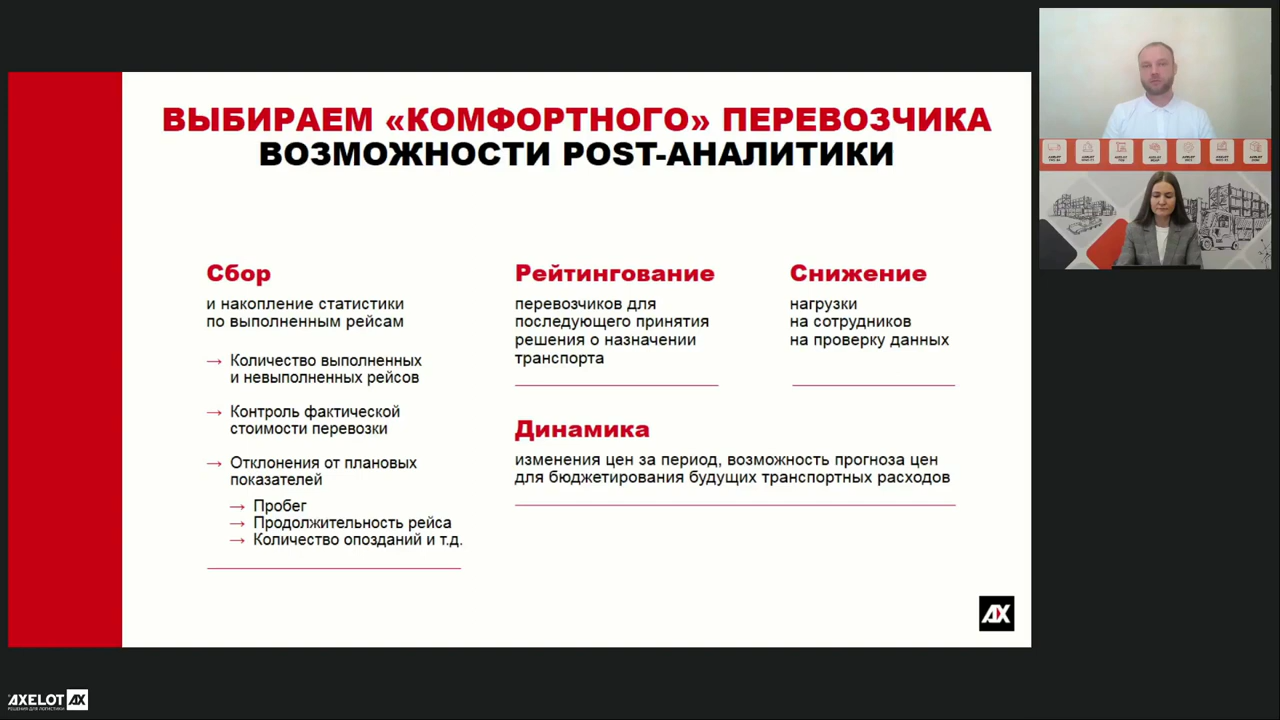 ВЫБИРАЕМ «КОМФОРТНОГО» ПЕРЕВОЗЧИКА
ВОЗМОЖНОСТИ POST-АНАЛИТИКИ
Сбор
и накопление статистики
по выполненным рейсам
→ Количество выполненных
и невыполненных рейсов
→ Контроль фактической
стоимости перевозки
→ Отклонения от плановых
показателей
→ Пробег
→ Продолжительность рейса
→ Количество опозданий и т.д.
Рейтингование
перевозчиков для
последующего принятия
решения о назначении
транспорта
Снижение
нагрузки
на сотрудников
на проверку данных
Динамика
изменения цен за период, возможность прогноза цен
для бюджетирования будущих транспортных расходов
AX
AXELOT AX
РЕШЕНИЯ ДЛЯ ЛОГИСТИКИ